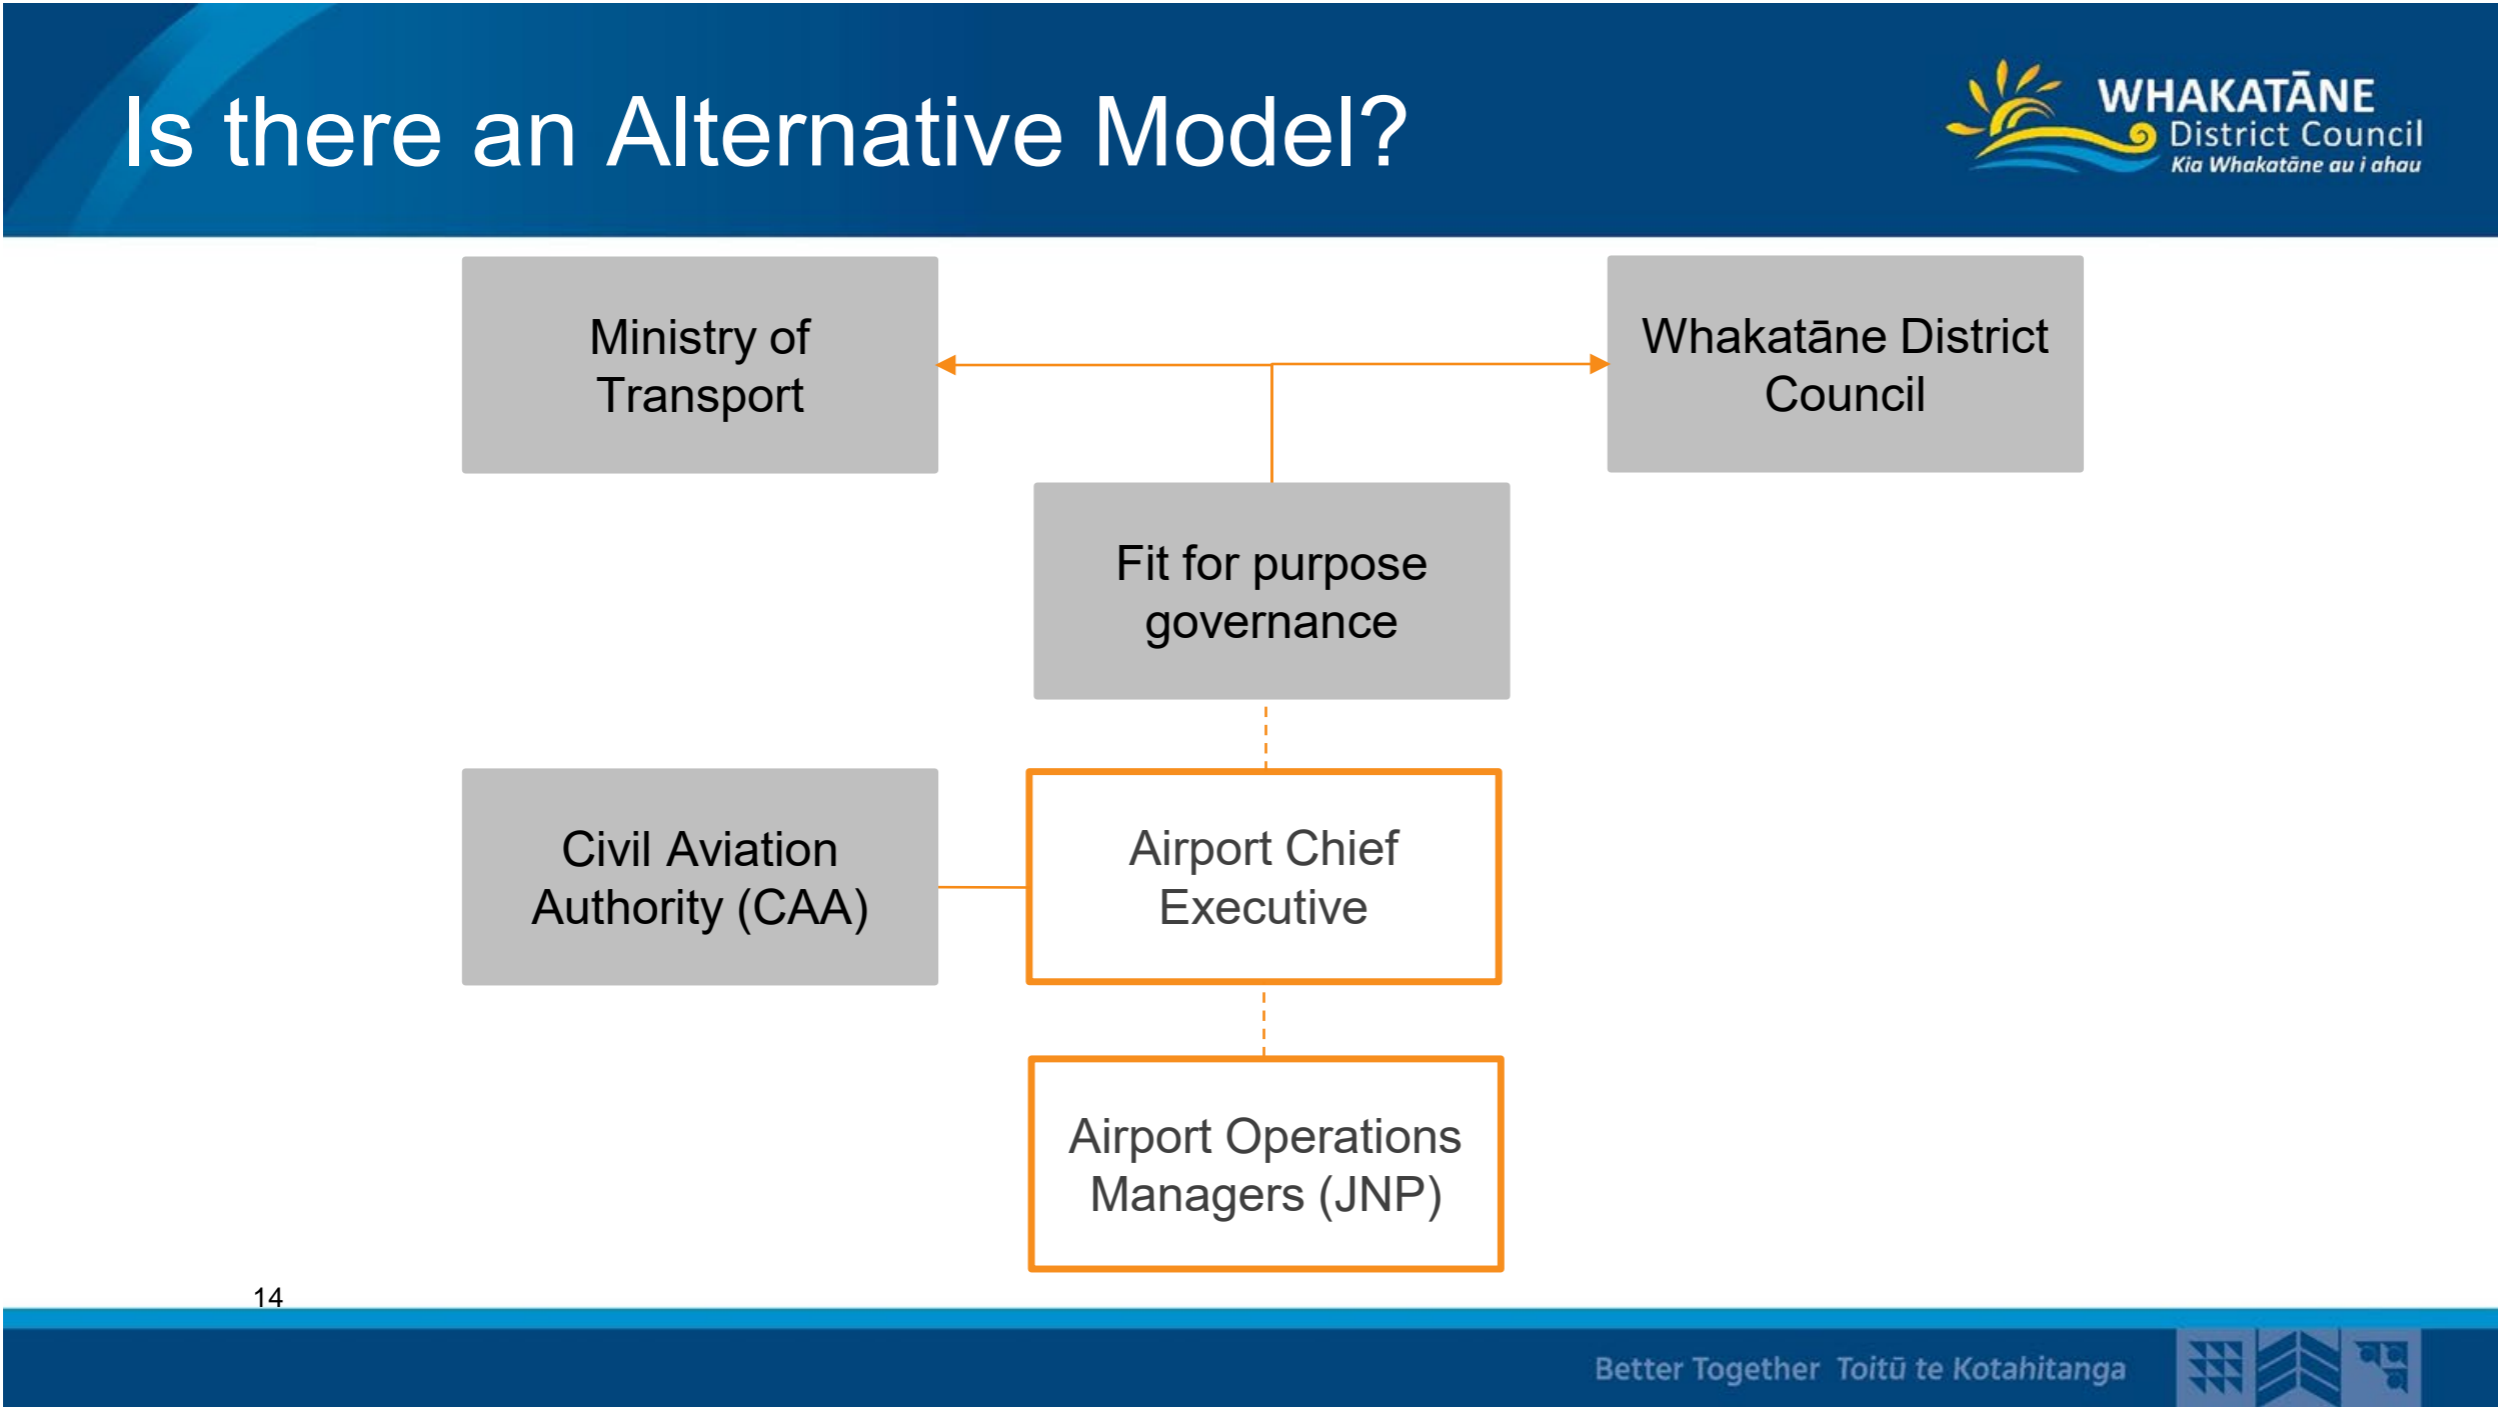 Is there an Alternative Model?
WHAKATĀNE
District Council
Kia Whakatāne au i ahau
Ministry of
Transport
Whakatāne District
Council
Fit for purpose
governance
Civil Aviation
Authority (CAA)
Airport Chief
Executive
Airport Operations
Managers (JNP)
14
Better Together Toitū te Kotahitanga